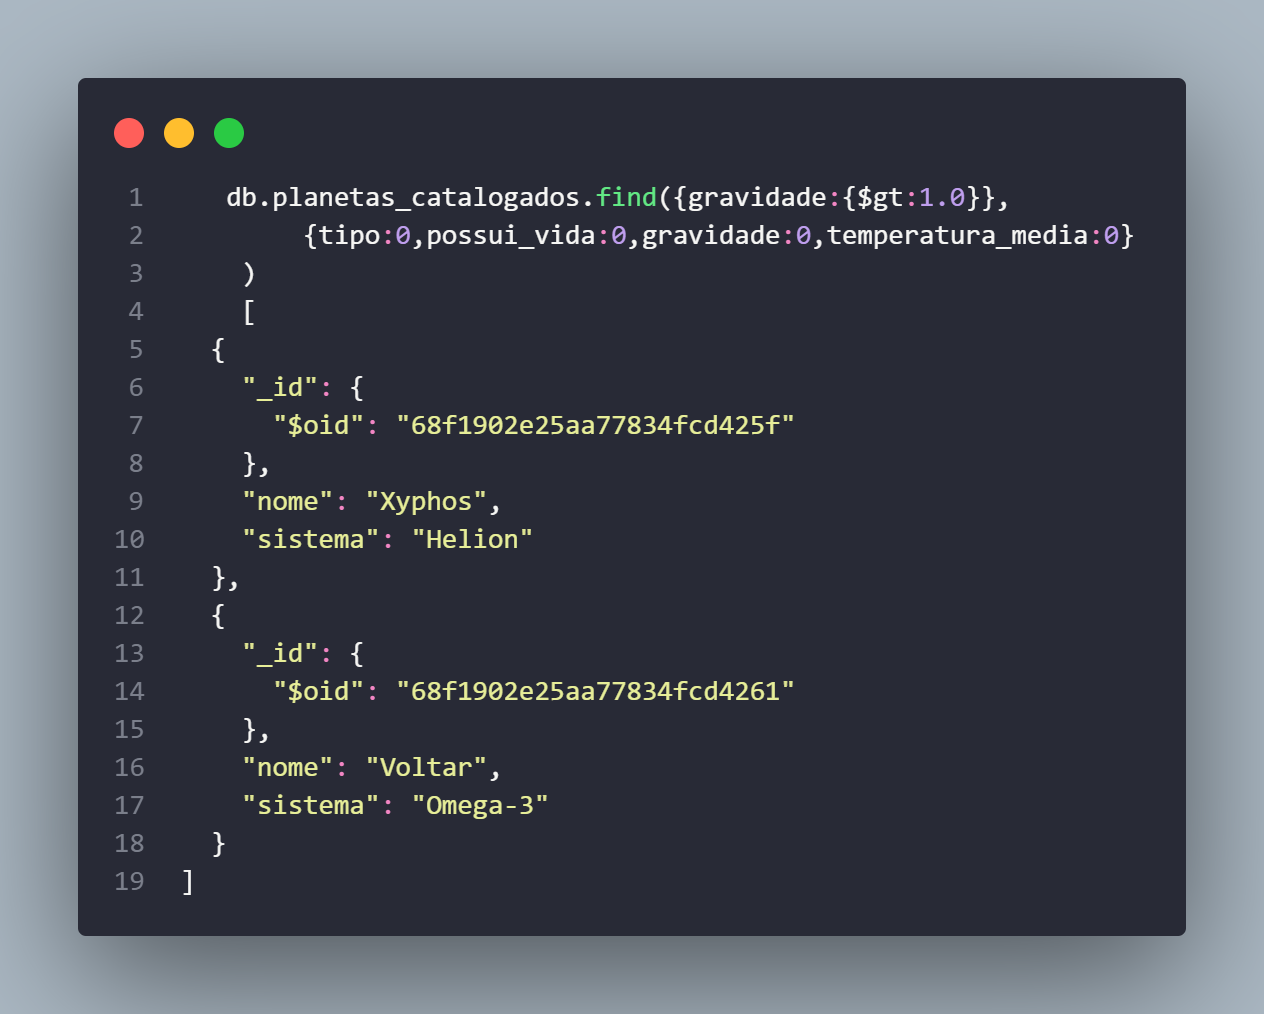 1 db.planetas_catalogados.find({gravidade:{$gt:1.0}},
2 {tipo:0,possui_vida:0,gravidade:0,temperatura_media:0}
3 )
4 [
5 {
6 "_id": {
7 "$oid": "68f1902e25aa77834fcd425f"
8 },
9 "nome": "Xyphos",
10 "sistema": "Helion"
11 },
12 {
13 "_id": {
14 "$oid": "68f1902e25aa77834fcd4261"
15 },
16 "nome": "Voltar",
17 "sistema": "Omega-3"
18 }
19 ]